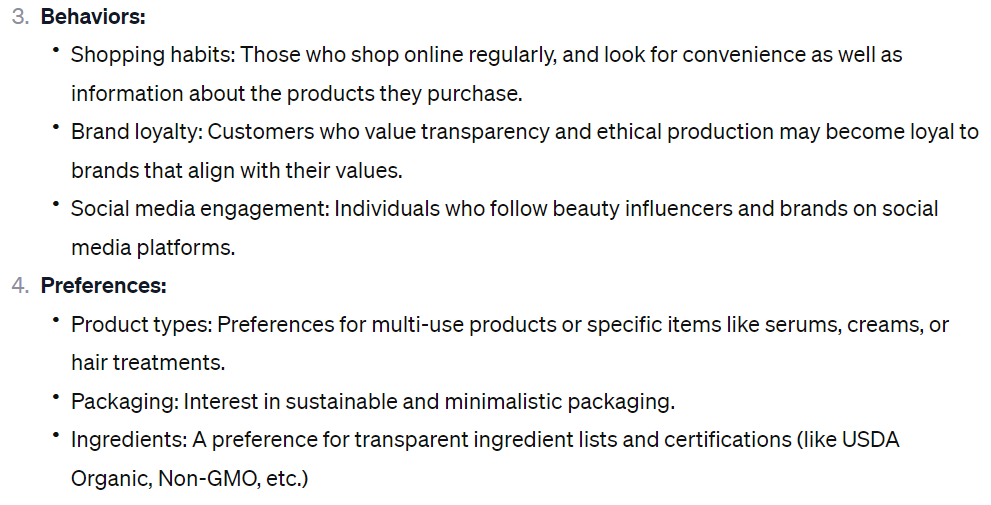 3. Behaviors:
• Shopping habits: Those who shop online regularly, and look for convenience as well as
information about the products they purchase.
• Brand loyalty: Customers who value transparency and ethical production may become loyal to
brands that align with their values.
• Social media engagement: Individuals who follow beauty influencers and brands on social
media platforms.
4. Preferences:
• Product types: Preferences for multi-use products or specific items like serums, creams, or
hair treatments.
• Packaging: Interest in sustainable and minimalistic packaging.
• Ingredients: A preference for transparent ingredient lists and certifications (like USDA
Organic, Non-GMO, etc.)